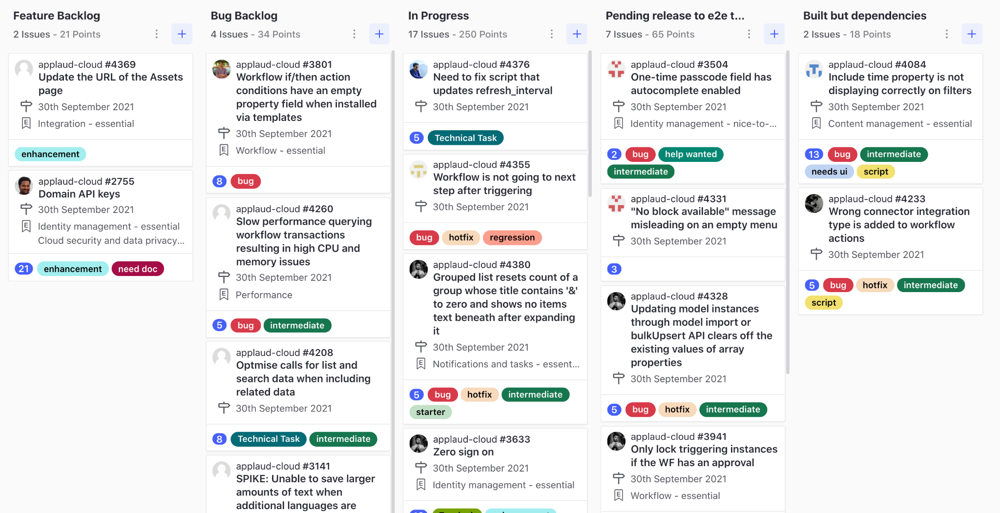 Feature Backlog
2 Issues - 21 Points
applaud-cloud #4369
Update the URL of the Assets
page
30th September 2021
Integration - essential
enhancement
applaud-cloud #2755
Domain API keys
30th September 2021
Identity management - essential
Cloud security and data privacy...
21 enhancement need doc
Bug Backlog
4 Issues - 34 Points
applaud-cloud #3801
Workflow if/then action
conditions have an empty
property field when installed
via templates
30th September 2021
Workflow - essential
8 bug
applaud-cloud #4260
Slow performance querying
workflow transactions
resulting in high CPU and
memory issues
30th September 2021
Performance
5 bug intermediate
applaud-cloud #4208
Optmise calls for list and
search data when including
related data
30th September 2021
8 Technical Task intermediate
applaud-cloud #3141
SPIKE: Unable to save larger
amounts of text when
additional languages are
In Progress
17 Issues - 250 Points
applaud-cloud #4376
Need to fix script that
updates refresh_interval
30th September 2021
5 Technical Task
applaud-cloud #4355
Workflow is not going to next
step after triggering
30th September 2021
bug hotfix regression
applaud-cloud #4380
Grouped list resets count of a
group whose title contains '&'
to zero and shows no items
text beneath after expanding
it
30th September 2021
Notifications and tasks - essent...
5 bug hotfix intermediate
starter
applaud-cloud #3633
Zero sign on
30th September 2021
Identity management - essential
Pending release to e2e t...
7 Issues - 65 Points
applaud-cloud #3504
One-time passcode field has
autocomplete enabled
30th September 2021
Identity management - nice-to-...
2 bug help wanted
intermediate
applaud-cloud #4331
"No block available" message
misleading on an empty menu
30th September 2021
3
applaud-cloud #4328
Updating model instances
through model import or
bulkUpsert API clears off the
existing values of array
properties
30th September 2021
5 bug hotfix intermediate
applaud-cloud #3941
Only lock triggering instances
if the WF has an approval
30th September 2021
Workflow - essential
Built but dependencies
2 Issues - 18 Points
applaud-cloud #4084
Include time property is not
displaying correctly on filters
30th September 2021
Content management - essential
13 bug intermediate
needs ui script
applaud-cloud #4233
Wrong connector integration
type is added to workflow
actions
30th September 2021
5 bug hotfix intermediate
script